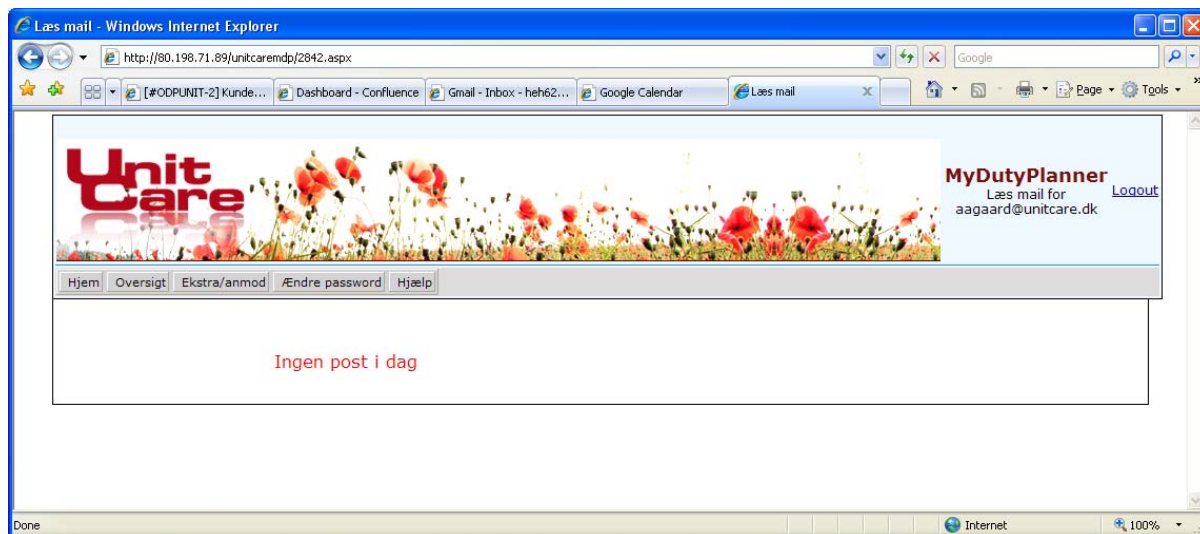 Læs mail - Windows Internet Explorer
http://80.198.71.89/unitcaremdp/2842.aspx
Google
[#ODPUNIT-2] Kunde... Dashboard - Confluence Gmail - Inbox - heh62... Google Calendar Læs mail Page Tools
Unit
Care
MyDutyPlanner
Læs mail for
aagaard@unitcare.dk
Logout
Hjem Oversigt Ekstra/anmod Ændre password Hjælp
Ingen post i dag
Done Internet 100%